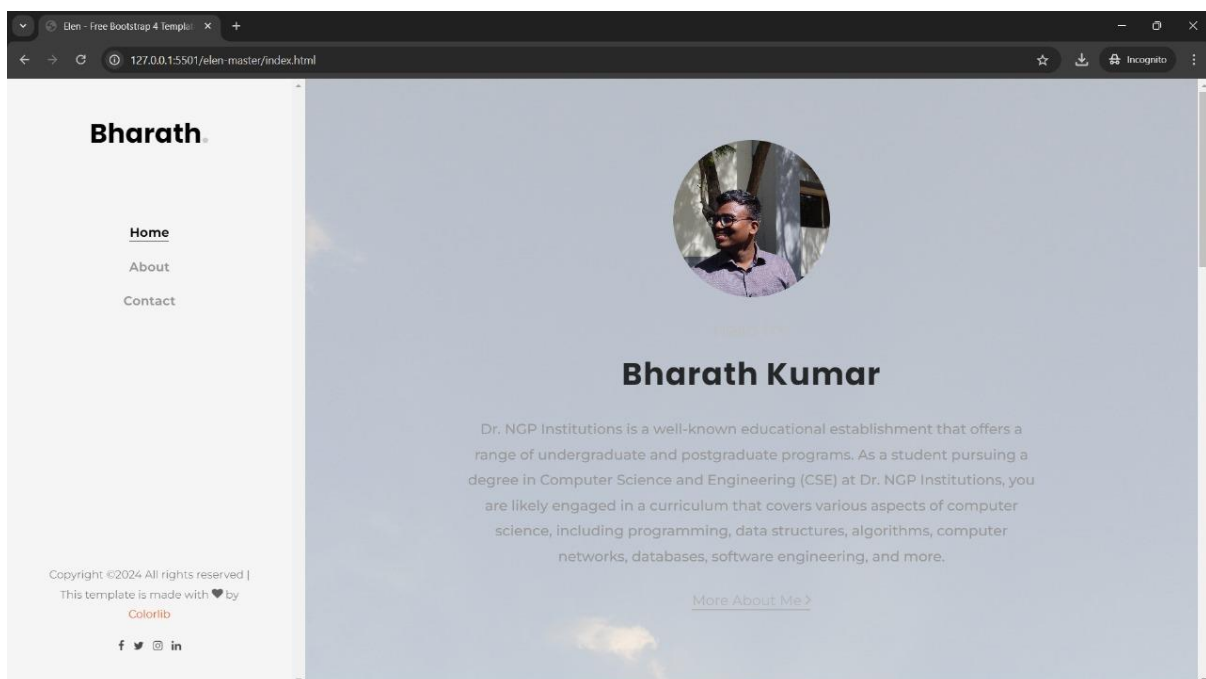 Elen - Free Bootstrap 4 Templat
127.0.0.1:5501/elen-master/index.html
Incognito
Bharath.
Home
About
Contact
Copyright ©2024 All rights reserved |
This template is made with ♥ by
Colorlib
Bharath Kumar
Dr. NGP Institutions is a well-known educational establishment that offers a
range of undergraduate and postgraduate programs. As a student pursuing a
degree in Computer Science and Engineering (CSE) at Dr. NGP Institutions, you
are likely engaged in a curriculum that covers various aspects of computer
science, including programming, data structures, algorithms, computer
networks, databases, software engineering, and more.
More About Me